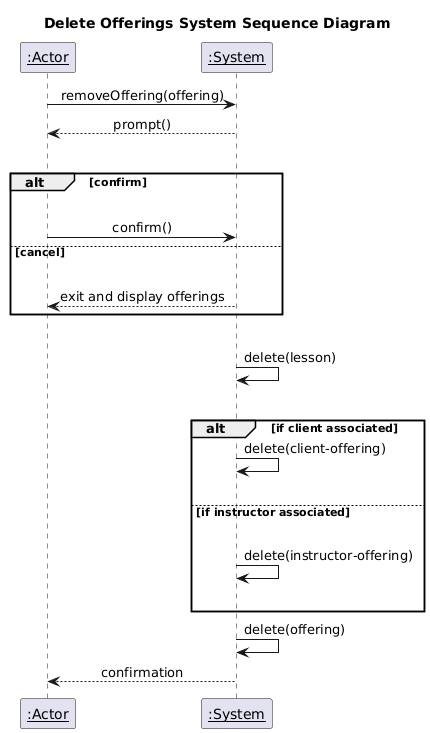 Delete Offerings System Sequence Diagram
:Actor
:System
removeOffering(offering)
prompt()
alt
[confirm]
confirm()
[cancel]
exit and display offerings
delete(lesson)
alt
[if client associated]
delete(client-offering)
[if instructor associated]
delete(instructor-offering)
delete(offering)
confirmation
:Actor
:System